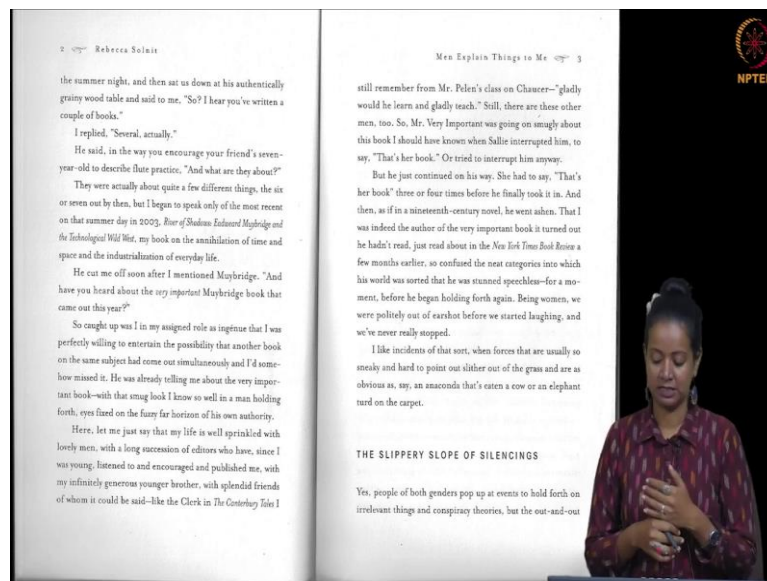 2 Rebecca Solnit
the summer night, and then sat us down at his authentically
grainy wood table and said to me, "So? I hear you've written a
couple of books."
I replied, "Several, actually."
He said, in the way you encourage your friend's seven-
year-old to describe flute practice, "And what are they about?"
They were actually about quite a few different things, the six
or seven out by then, but I began to speak only of the most recent
on that summer day in 2003, River of Shadows: Eadweard Muybridge and
the Technological Wild West, my book on the annihilation of time and
space and the industrialization of everyday life.
He cut me off soon after I mentioned Muybridge. "And
have you heard about the very important Muybridge book that
came out this year?"
So caught up was I in my assigned role as ingénue that I was
perfectly willing to entertain the possibility that another book
on the same subject had come out simultaneously and I'd some-
how missed it. He was already telling me about the very impor-
tant book—with that smug look I know so well in a man holding
forth, eyes fixed on the fuzzy far horizon of his own authority.
Here, let me just say that my life is well sprinkled with
lovely men, with a long succession of editors who have, since I
was young, listened to and encouraged and published me, with
my infinitely generous younger brother, with splendid friends
of whom it could be said—like the Clerk in The Canterbury Tales I
Men Explain Things to Me 3
still remember from Mr. Pelen's class on Chaucer—"gladly
would he learn and gladly teach." Still, there are these other
men, too. So, Mr. Very Important was going on smugly about
this book I should have known when Sallie interrupted him, to
say, "That's her book." Or tried to interrupt him anyway.
But he just continued on his way. She had to say, "That's
her book" three or four times before he finally took it in. And
then, as if in a nineteenth-century novel, he went ashen. That I
was indeed the author of the very important book it turned out
he hadn't read, just read about in the New York Times Book Review a
few months earlier, so confused the neat categories into which
his world was sorted that he was stunned speechless—for a mo-
ment, before he began holding forth again. Being women, we
were politely out of earshot before we started laughing, and
we've never really stopped.
I like incidents of that sort, when forces that are usually so
sneaky and hard to point out slither out of the grass and are as
obvious as, say, an anaconda that's eaten a cow or an elephant
turd on the carpet.
THE SLIPPERY SLOPE OF SILENCINGS
Yes, people of both genders pop up at events to hold forth on
irrelevant things and conspiracy theories, but the out-and-out
NPTEL